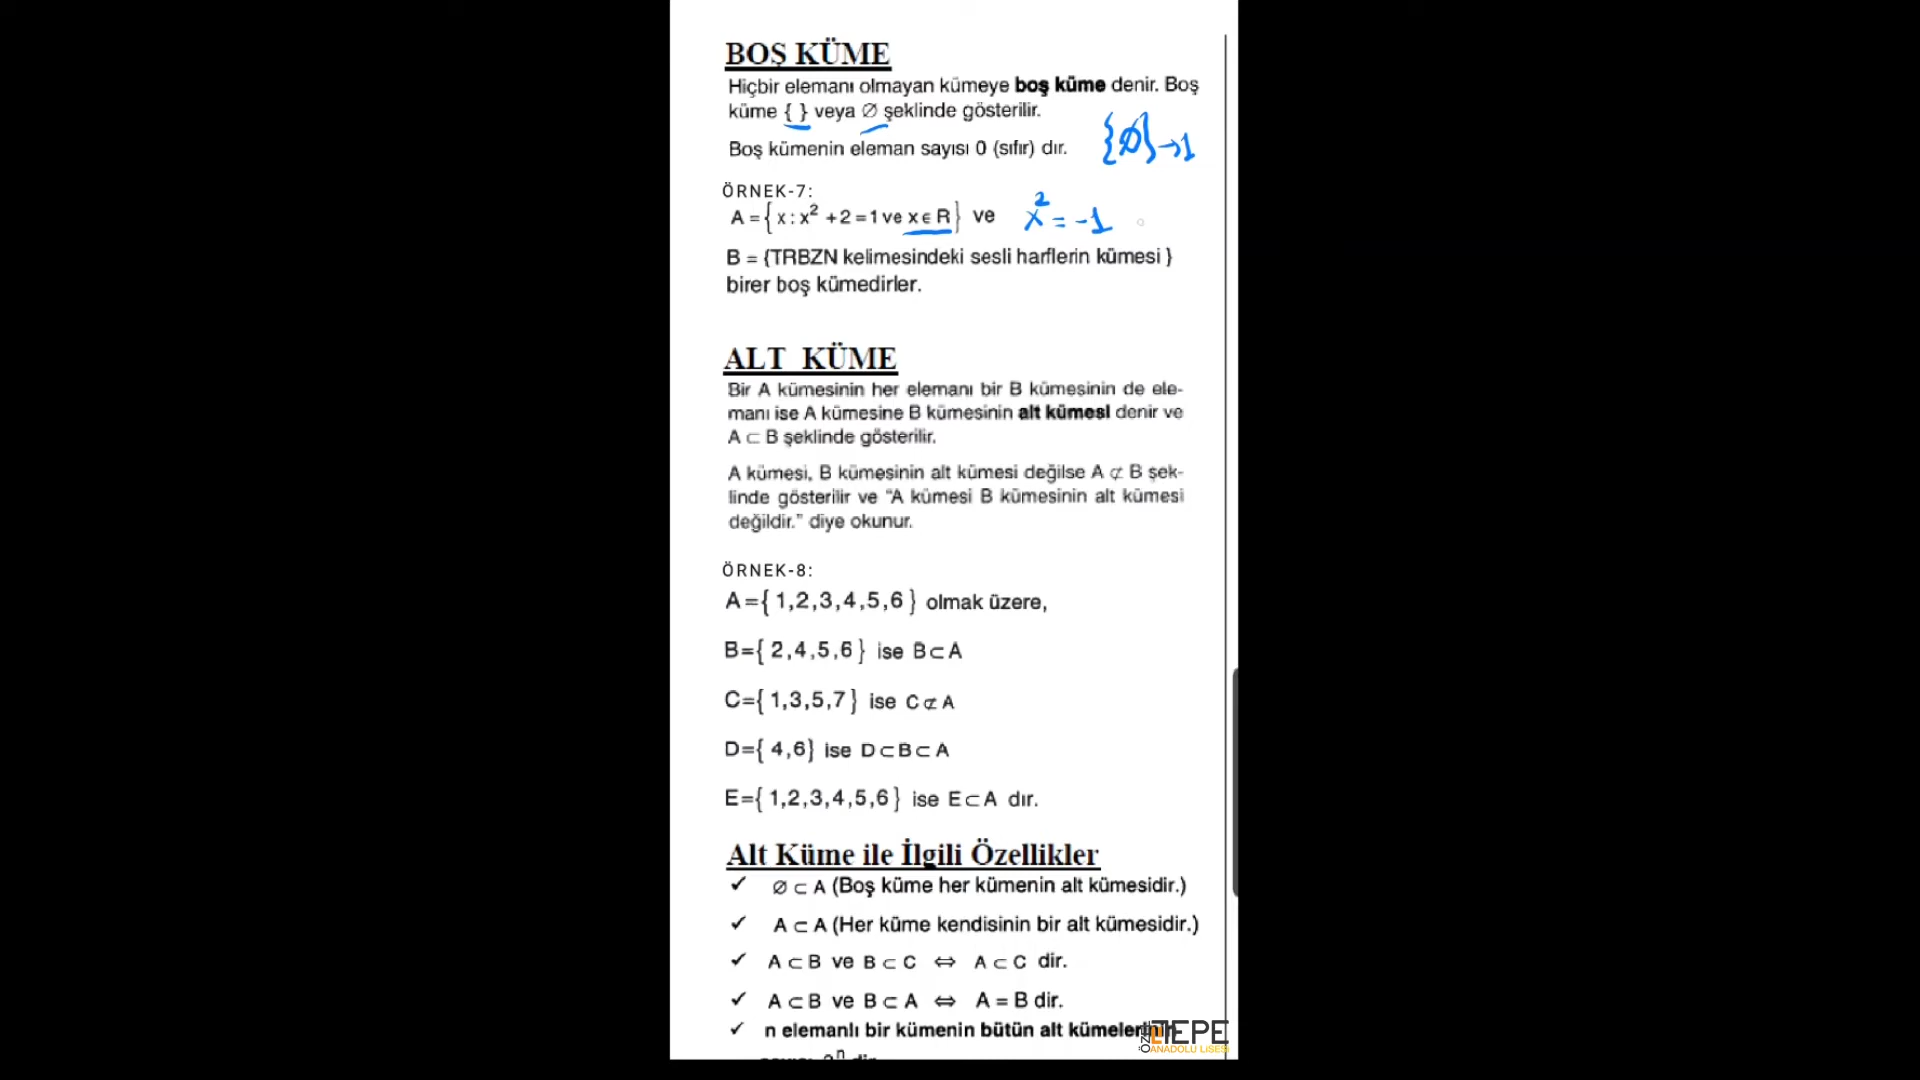 BOŞ KÜME
Hiçbir elemanı olmayan kümeye boş küme denir. Boş
küme { } veya ∅ şeklinde gösterilir.
{∅}→1
Boş kümenin eleman sayısı 0 (sıfır) dır.
ÖRNEK-7:
A = {x : x² +2 = 1 ve x ∈ R} ve x² = -1
B = {TRBZN kelimesindeki sesli harflerin kümesi }
birer boş kümedirler.
ALT KÜME
Bir A kümesinin her elemanı bir B kümesinin de ele-
manı ise A kümesine B kümesinin alt kümesi denir ve
A ⊂ B şeklinde gösterilir.
A kümesi, B kümesinin alt kümesi değilse A ⊄ B şek-
linde gösterilir ve "A kümesi B kümesinin alt kümesi
değildir." diye okunur.
ÖRNEK-8:
A={ 1,2,3,4,5,6 } olmak üzere,
B={ 2,4,5,6 } ise B⊂A
C={ 1,3,5,7 } ise C⊄A
D={ 4,6} ise D⊂B⊂A
E={ 1,2,3,4,5,6 } ise E⊂A dır.
Alt Küme ile İlgili Özellikler
✓ ∅ ⊂ A (Boş küme her kümenin alt kümesidir.)
✓ A ⊂ A (Her küme kendisinin bir alt kümesidir.)
✓ A ⊂ B ve B ⊂ C ⇔ A ⊂ C dir.
✓ A ⊂ B ve B ⊂ A ⇔ A = B dir.
✓ n elemanlı bir kümenin bütün alt kümelerinin
ÖZEL TEPE
ANADOLU LİSESİ